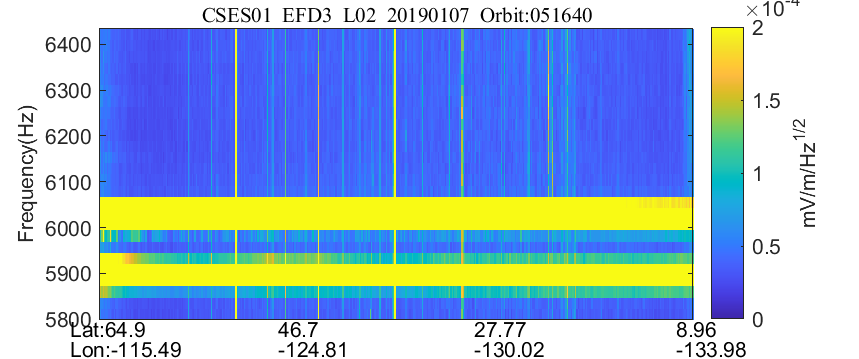 CSES01 EFD3 L02 20190107 Orbit:051640
×10⁻⁴
6400
6300
6200
6100
6000
5900
5800
Frequency(Hz)
2
1.5
1
0.5
0
mV/m/Hz^1/2
Lat:64.9 46.7 27.77 8.96
Lon:-115.49 -124.81 -130.02 -133.98